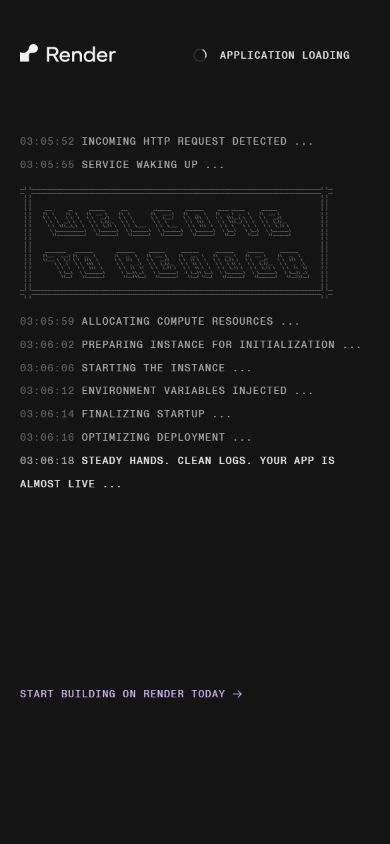 Render
APPLICATION LOADING
03:05:52 INCOMING HTTP REQUEST DETECTED ...
03:05:55 SERVICE WAKING UP ...
WELCOME
TO RENDER
03:05:59 ALLOCATING COMPUTE RESOURCES ...
03:06:02 PREPARING INSTANCE FOR INITIALIZATION ...
03:06:06 STARTING THE INSTANCE ...
03:06:12 ENVIRONMENT VARIABLES INJECTED ...
03:06:14 FINALIZING STARTUP ...
03:06:16 OPTIMIZING DEPLOYMENT ...
03:06:18 STEADY HANDS. CLEAN LOGS. YOUR APP IS
ALMOST LIVE ...
START BUILDING ON RENDER TODAY →